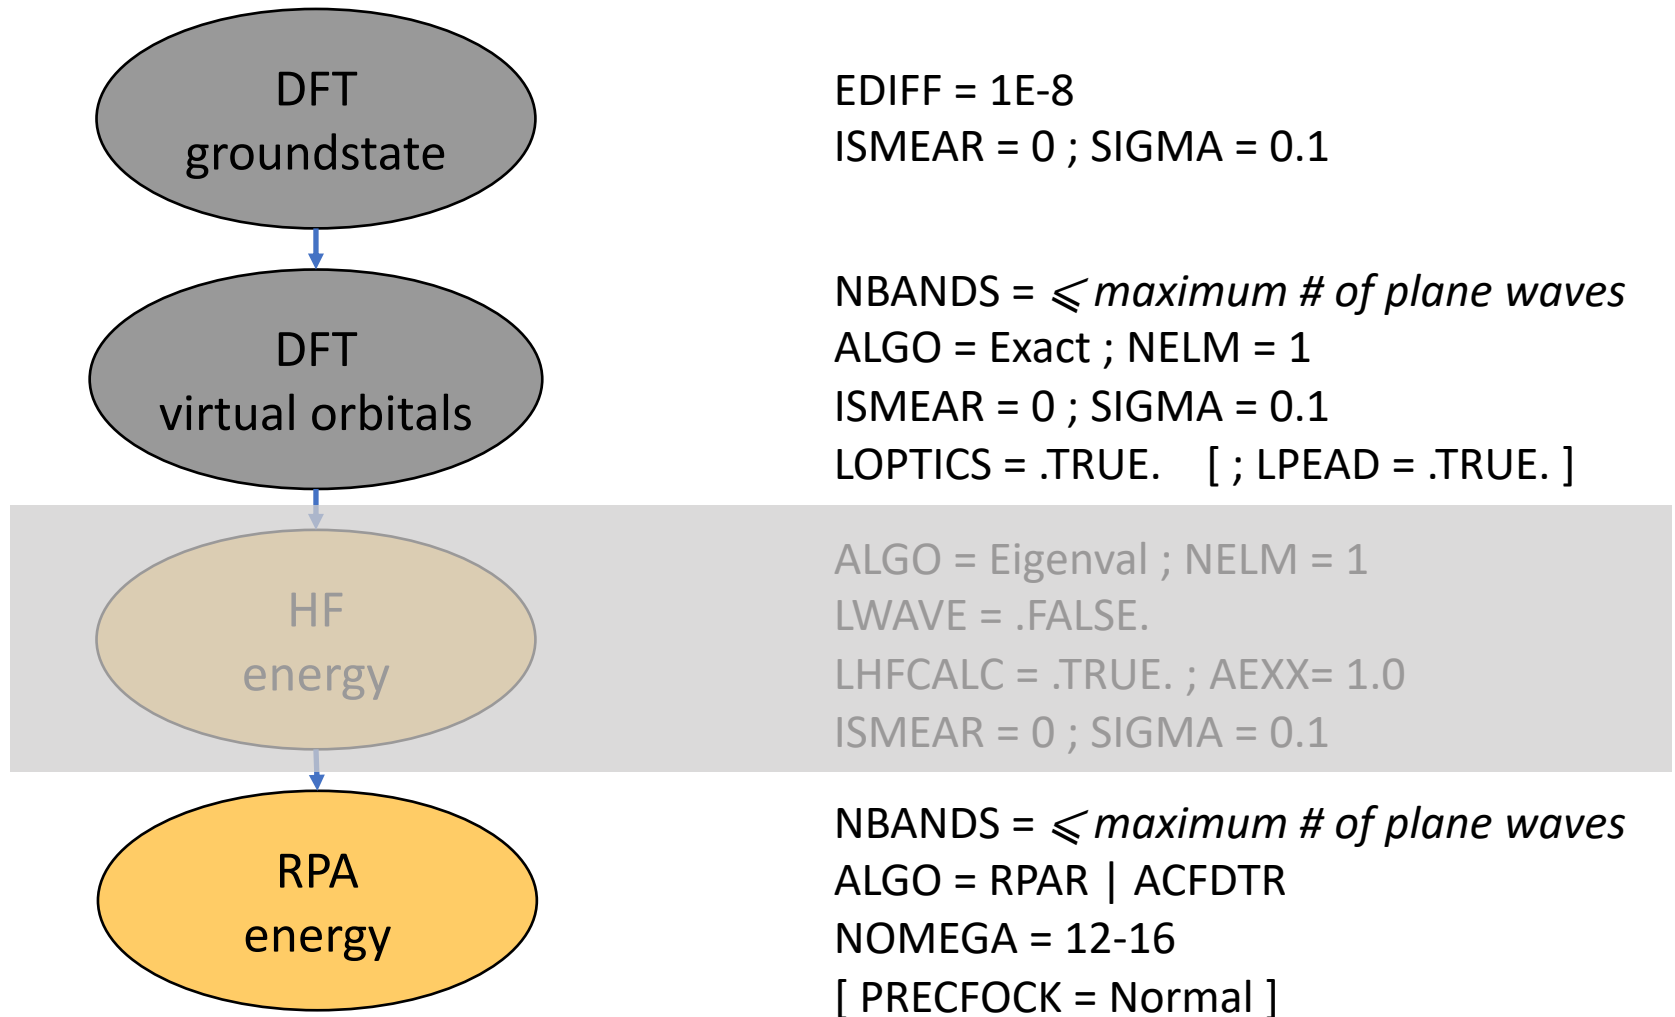 DFT
groundstate
EDIFF = 1E-8
ISMEAR = 0 ; SIGMA = 0.1
DFT
virtual orbitals
NBANDS = ⩽ maximum # of plane waves
ALGO = Exact ; NELM = 1
ISMEAR = 0 ; SIGMA = 0.1
LOPTICS = .TRUE. [ ; LPEAD = .TRUE. ]
HF
energy
ALGO = Eigenval ; NELM = 1
LWAVE = .FALSE.
LHFCALC = .TRUE. ; AEXX= 1.0
ISMEAR = 0 ; SIGMA = 0.1
RPA
energy
NBANDS = ⩽ maximum # of plane waves
ALGO = RPAR | ACFDTR
NOMEGA = 12-16
[ PRECFOCK = Normal ]